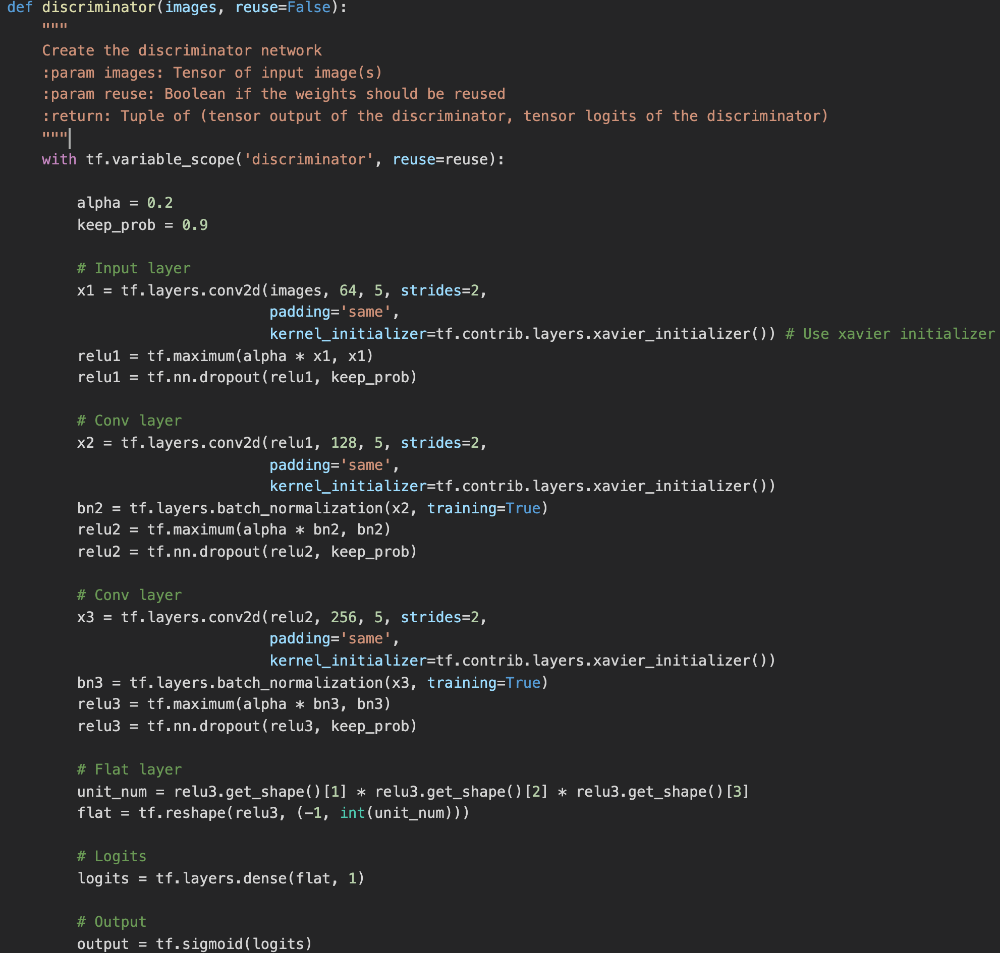 def discriminator(images, reuse=False):
    """
    Create the discriminator network
    :param images: Tensor of input image(s)
    :param reuse: Boolean if the weights should be reused
    :return: Tuple of (tensor output of the discriminator, tensor logits of the discriminator)
    """
    with tf.variable_scope('discriminator', reuse=reuse):

        alpha = 0.2
        keep_prob = 0.9

        # Input layer
        x1 = tf.layers.conv2d(images, 64, 5, strides=2,
                              padding='same',
                              kernel_initializer=tf.contrib.layers.xavier_initializer()) # Use xavier initializer
        relu1 = tf.maximum(alpha * x1, x1)
        relu1 = tf.nn.dropout(relu1, keep_prob)

        # Conv layer
        x2 = tf.layers.conv2d(relu1, 128, 5, strides=2,
                              padding='same',
                              kernel_initializer=tf.contrib.layers.xavier_initializer())
        bn2 = tf.layers.batch_normalization(x2, training=True)
        relu2 = tf.maximum(alpha * bn2, bn2)
        relu2 = tf.nn.dropout(relu2, keep_prob)

        # Conv layer
        x3 = tf.layers.conv2d(relu2, 256, 5, strides=2,
                              padding='same',
                              kernel_initializer=tf.contrib.layers.xavier_initializer())
        bn3 = tf.layers.batch_normalization(x3, training=True)
        relu3 = tf.maximum(alpha * bn3, bn3)
        relu3 = tf.nn.dropout(relu3, keep_prob)

        # Flat layer
        unit_num = relu3.get_shape()[1] * relu3.get_shape()[2] * relu3.get_shape()[3]
        flat = tf.reshape(relu3, (-1, int(unit_num)))

        # Logits
        logits = tf.layers.dense(flat, 1)

        # Output
        output = tf.sigmoid(logits)